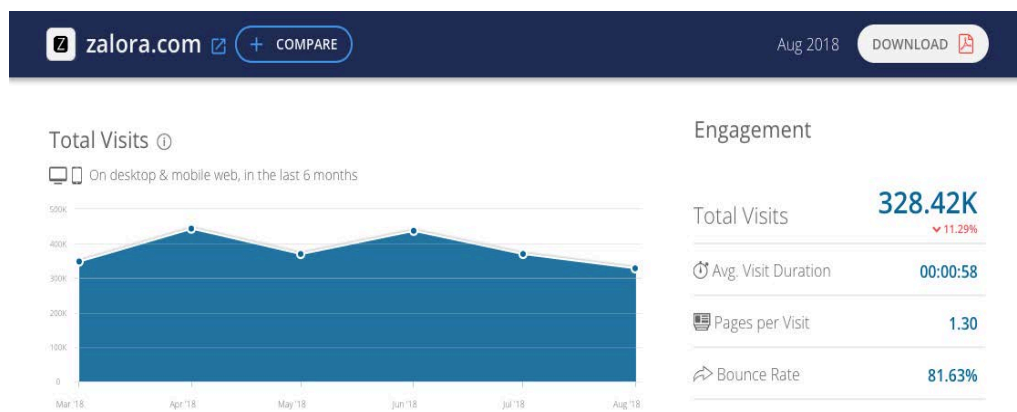 Z zalora.com + COMPARE Aug 2018 DOWNLOAD
Total Visits
On desktop & mobile web, in the last 6 months
500K
400K
300K
200K
100K
0
Mar '18 Apr '18 May '18 Jun '18 Jul '18 Aug '18
Engagement
Total Visits 328.42K
11.29%
Avg. Visit Duration 00:00:58
Pages per Visit 1.30
Bounce Rate 81.63%